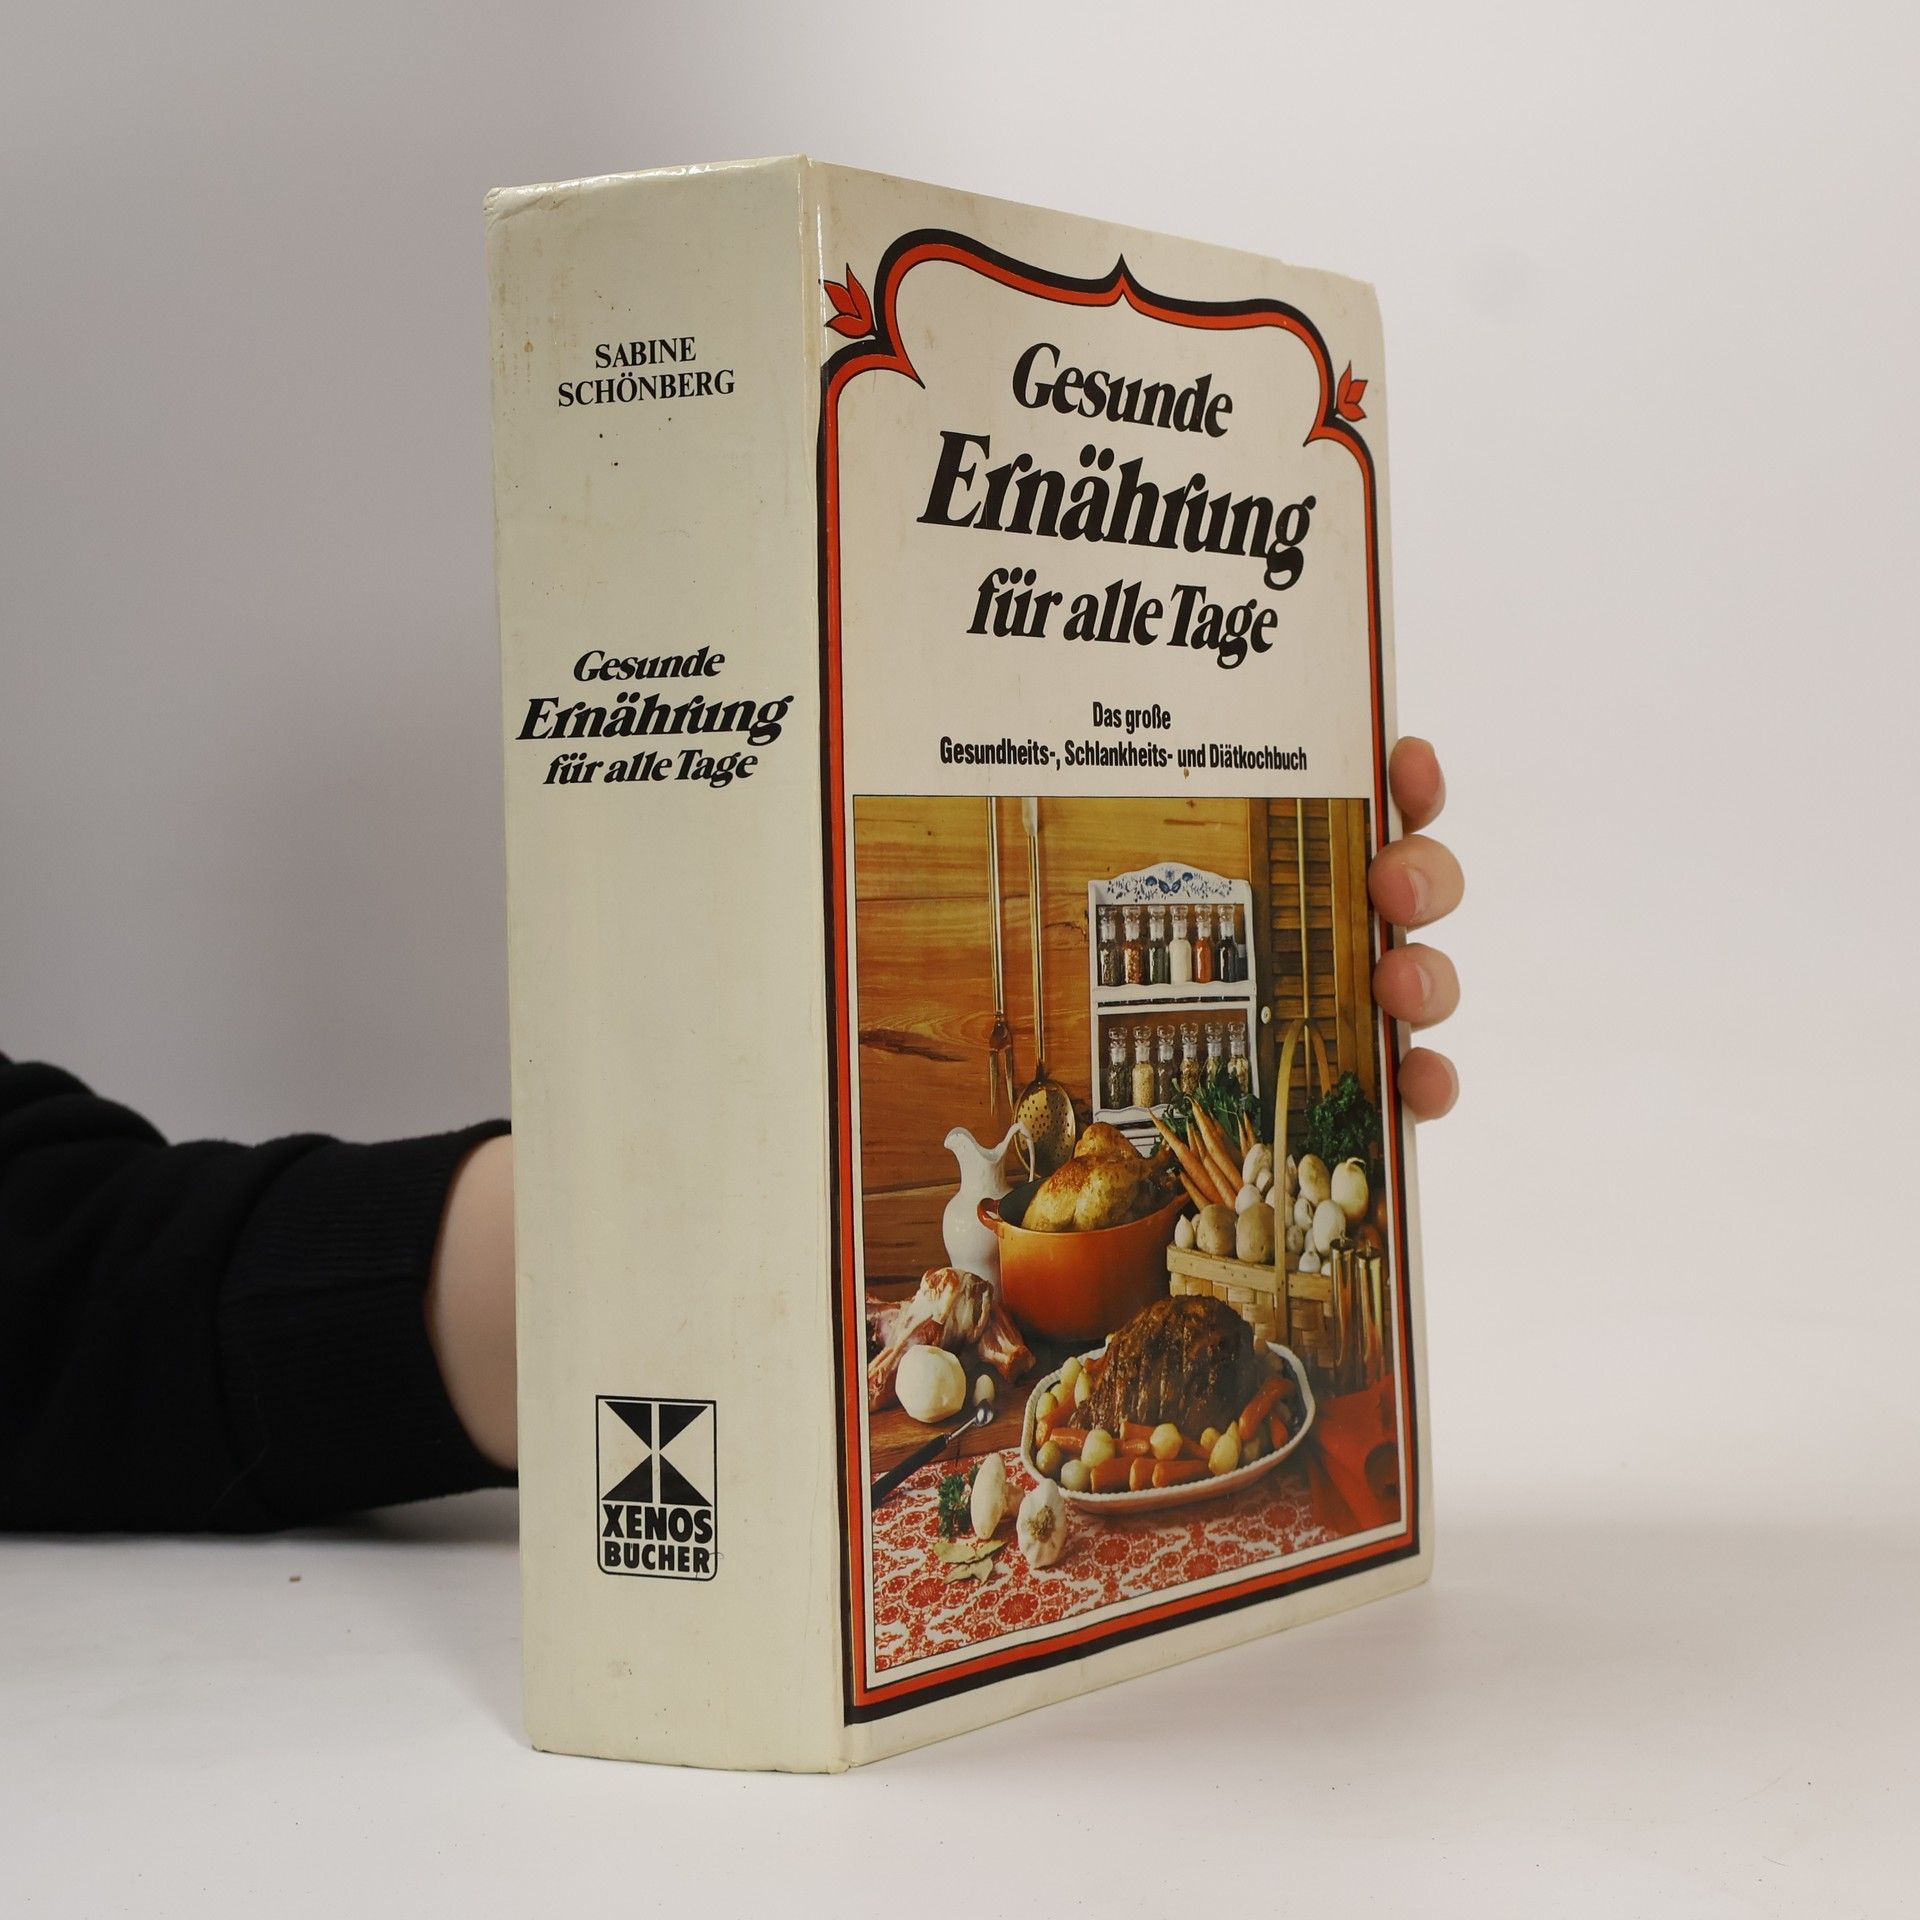 SABINE
SCHÖNBERG
Gesunde
Ernährung
für alle Tage
XENOS
BÜCHER
Gesunde
Ernährung
für alle Tage
Das große
Gesundheits-, Schlankheits- und Diätkochbuch